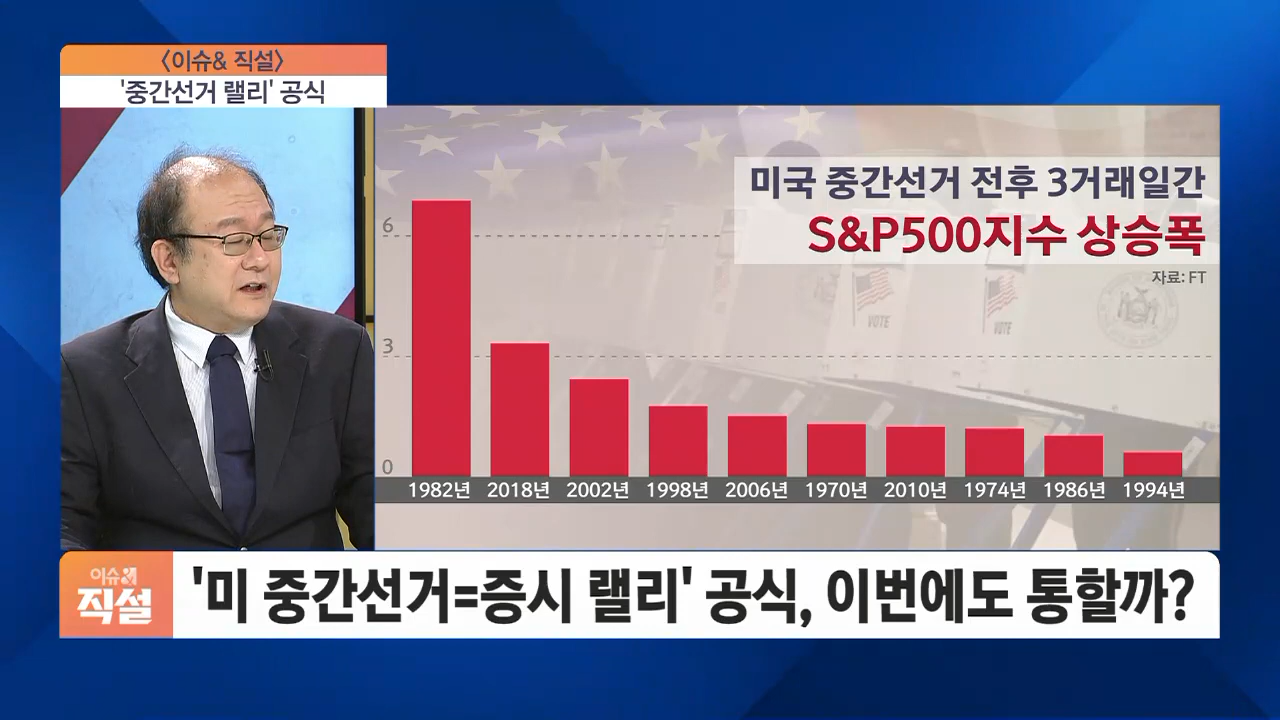 〈이슈& 직설〉
'중간선거 랠리' 공식
미국 중간선거 전후 3거래일간
S&P500지수 상승폭
자료: FT
6
3
0
VOTE
VOTE
1982년 2018년 2002년 1998년 2006년 1970년 2010년 1974년 1986년 1994년
이슈&
직설
'미 중간선거=증시 랠리' 공식, 이번에도 통할까?